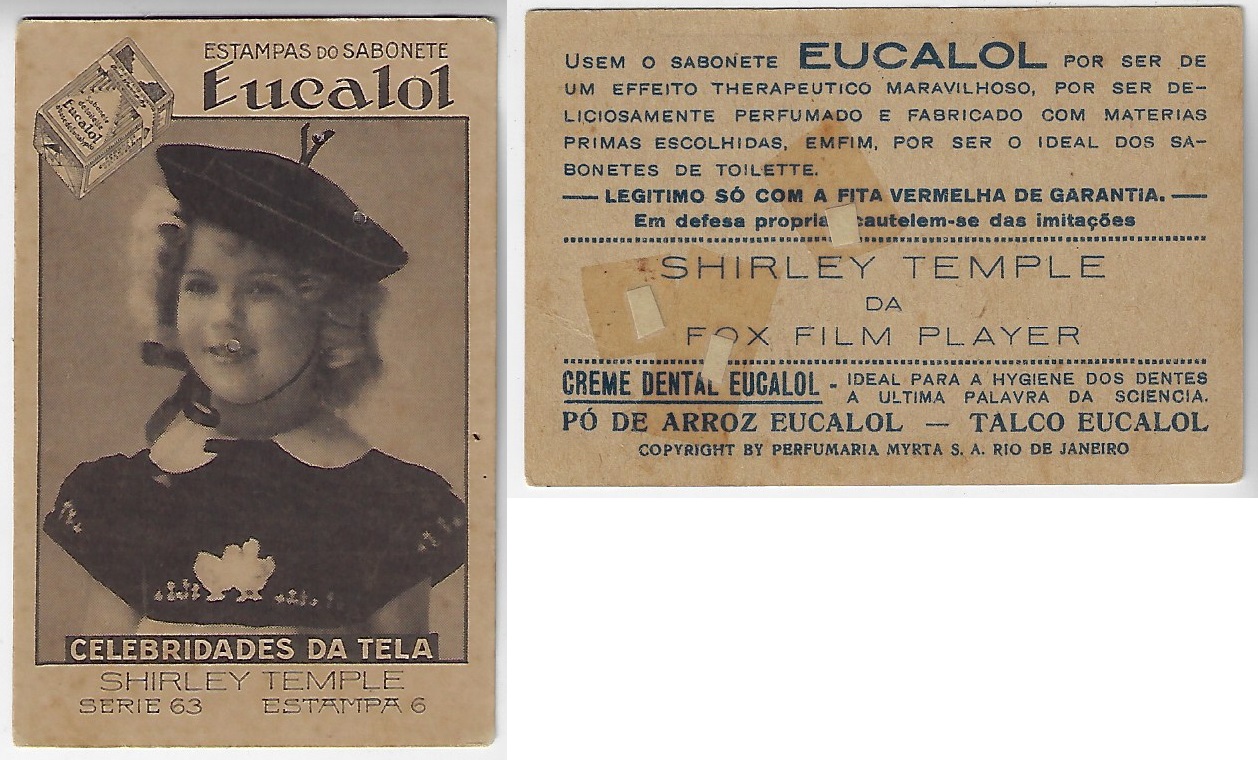 ESTAMPAS DO SABONETE
Eucalol
Eucalol
CELEBRIDADES DA TELA
SHIRLEY TEMPLE
SERIE 63 ESTAMPA 6
USEM O SABONETE EUCALOL POR SER DE
UM EFFEITO THERAPEUTICO MARAVILHOSO, POR SER DE-
LICIOSAMENTE PERFUMADO E FABRICADO COM MATERIAS
PRIMAS ESCOLHIDAS, EMFIM, POR SER O IDEAL DOS SA-
BONETES DE TOILETTE.
— LEGITIMO SÓ COM A FITA VERMELHA DE GARANTIA. —
Em defesa propria cautelem-se das imitações
SHIRLEY TEMPLE
DA
FOX FILM PLAYER
CREME DENTAL EUCALOL - IDEAL PARA A HYGIENE DOS DENTES
A ULTIMA PALAVRA DA SCIENCIA.
PÓ DE ARROZ EUCALOL — TALCO EUCALOL
COPYRIGHT BY PERFUMARIA MYRTA S. A. RIO DE JANEIRO